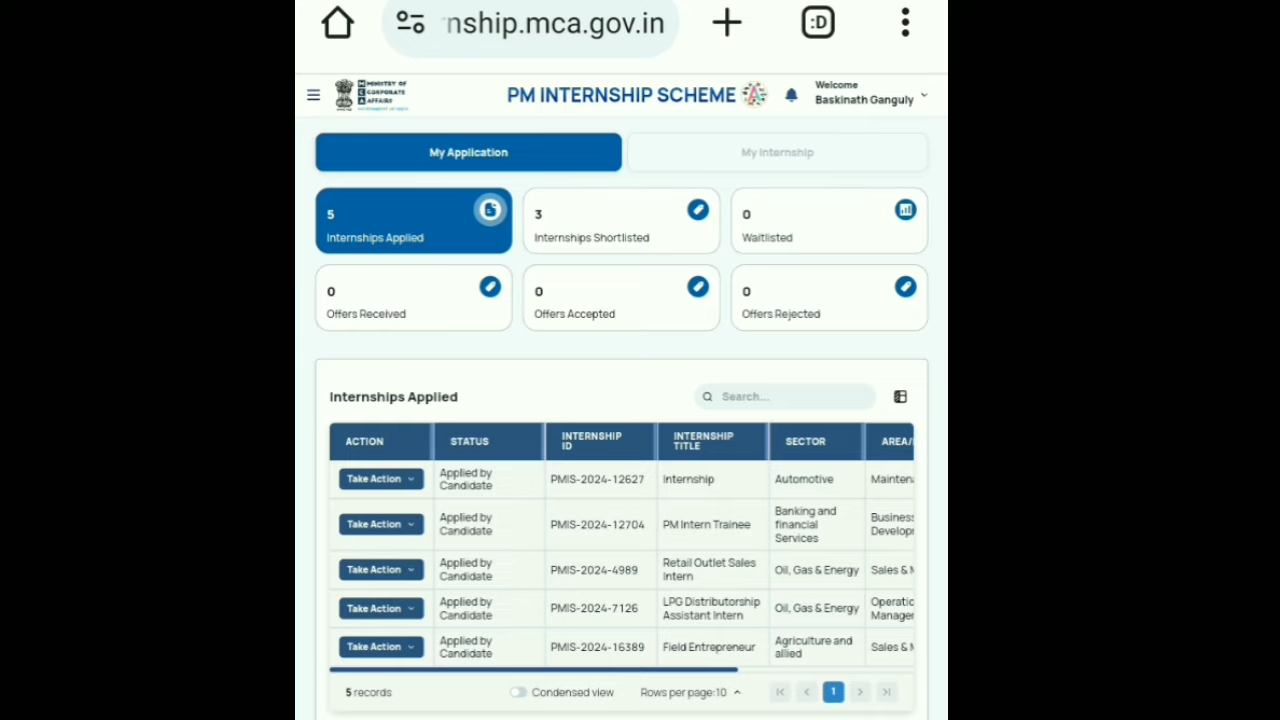 nship.mca.gov.in
:D
MINISTRY OF
CORPORATE
AFFAIRS
PM INTERNSHIP SCHEME
Welcome
Baskinath Ganguly
My Application
My Internship
5
Internships Applied
3
Internships Shortlisted
0
Waitlisted
0
Offers Received
0
Offers Accepted
0
Offers Rejected
Internships Applied
Search...
ACTION STATUS INTERNSHIP ID INTERNSHIP TITLE SECTOR AREA/
Take Action Applied by Candidate PMIS-2024-12627 Internship Automotive Mainten
Take Action Applied by Candidate PMIS-2024-12704 PM Intern Trainee Banking and financial Services Business Develop
Take Action Applied by Candidate PMIS-2024-4989 Retail Outlet Sales Intern Oil, Gas & Energy Sales & M
Take Action Applied by Candidate PMIS-2024-7126 LPG Distributorship Assistant Intern Oil, Gas & Energy Operatio Manager
Take Action Applied by Candidate PMIS-2024-16389 Field Entrepreneur Agriculture and allied Sales & M
5 records Condensed view Rows per page:10 1